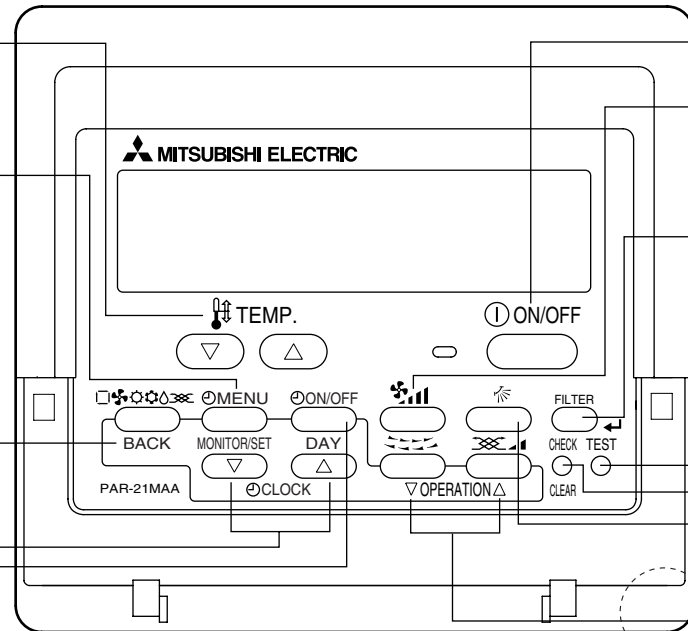 MITSUBISHI ELECTRIC
TEMP.
ON/OFF
MENU
ON/OFF
FILTER
BACK
MONITOR/SET
DAY
CHECK
TEST
PAR-21MAA
CLOCK
OPERATION
CLEAR